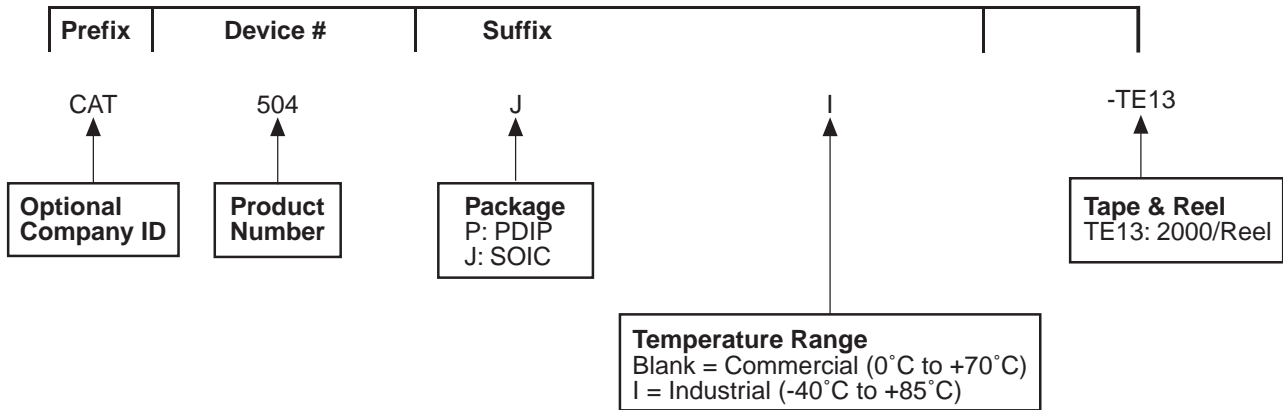 Prefix Device # Suffix
CAT 504 J I -TE13
Optional
Company ID
Product
Number
Package
P: PDIP
J: SOIC
Tape & Reel
TE13: 2000/Reel
Temperature Range
Blank = Commercial (0˚C to +70˚C)
I = Industrial (-40˚C to +85˚C)